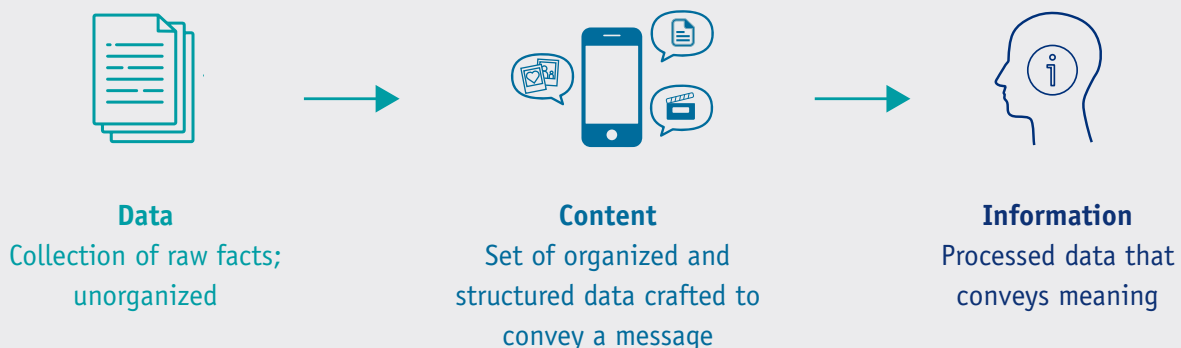 Data
Collection of raw facts;
unorganized
Content
Set of organized and
structured data crafted to
convey a message
Information
Processed data that
conveys meaning